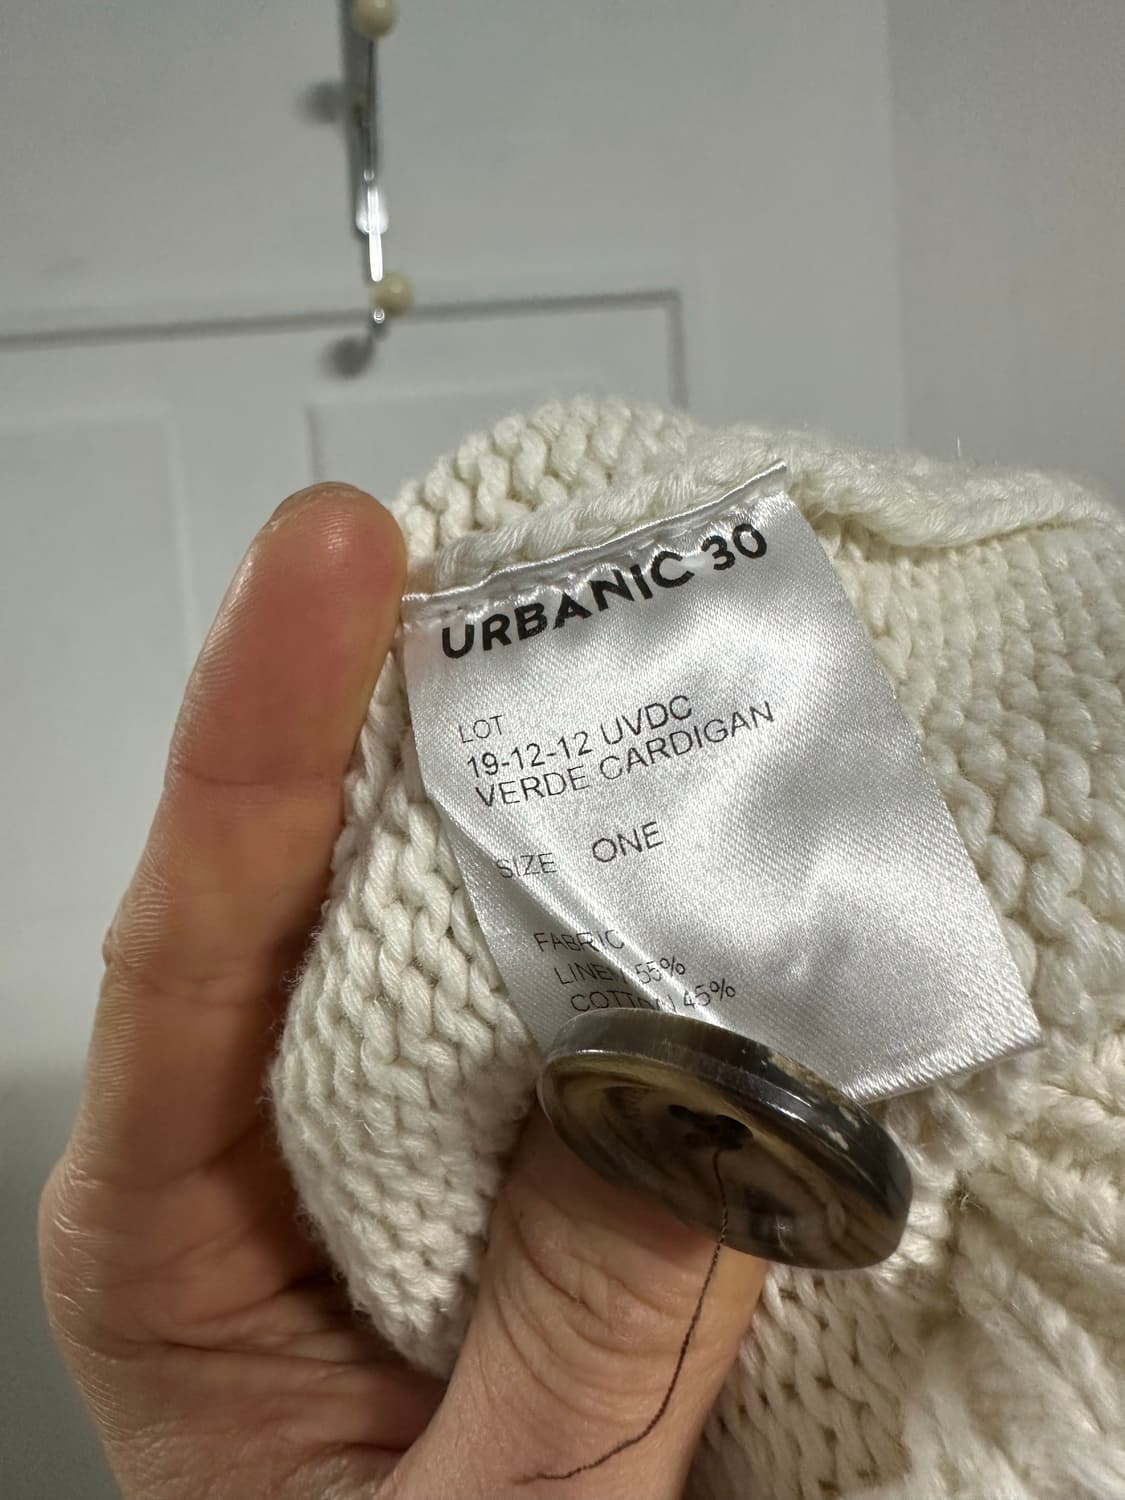 URBANIC 30
LOT
19-12-12 UVDC
VERDE CARDIGAN
SIZE ONE
FABRIC
LINEN 55%
COTTON 45%